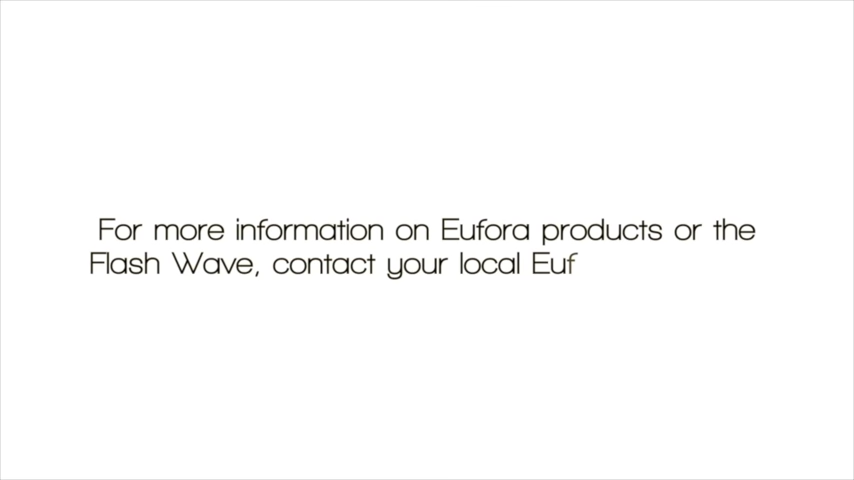 For more information on Eufora products or the
Flash Wave, contact your local Euf